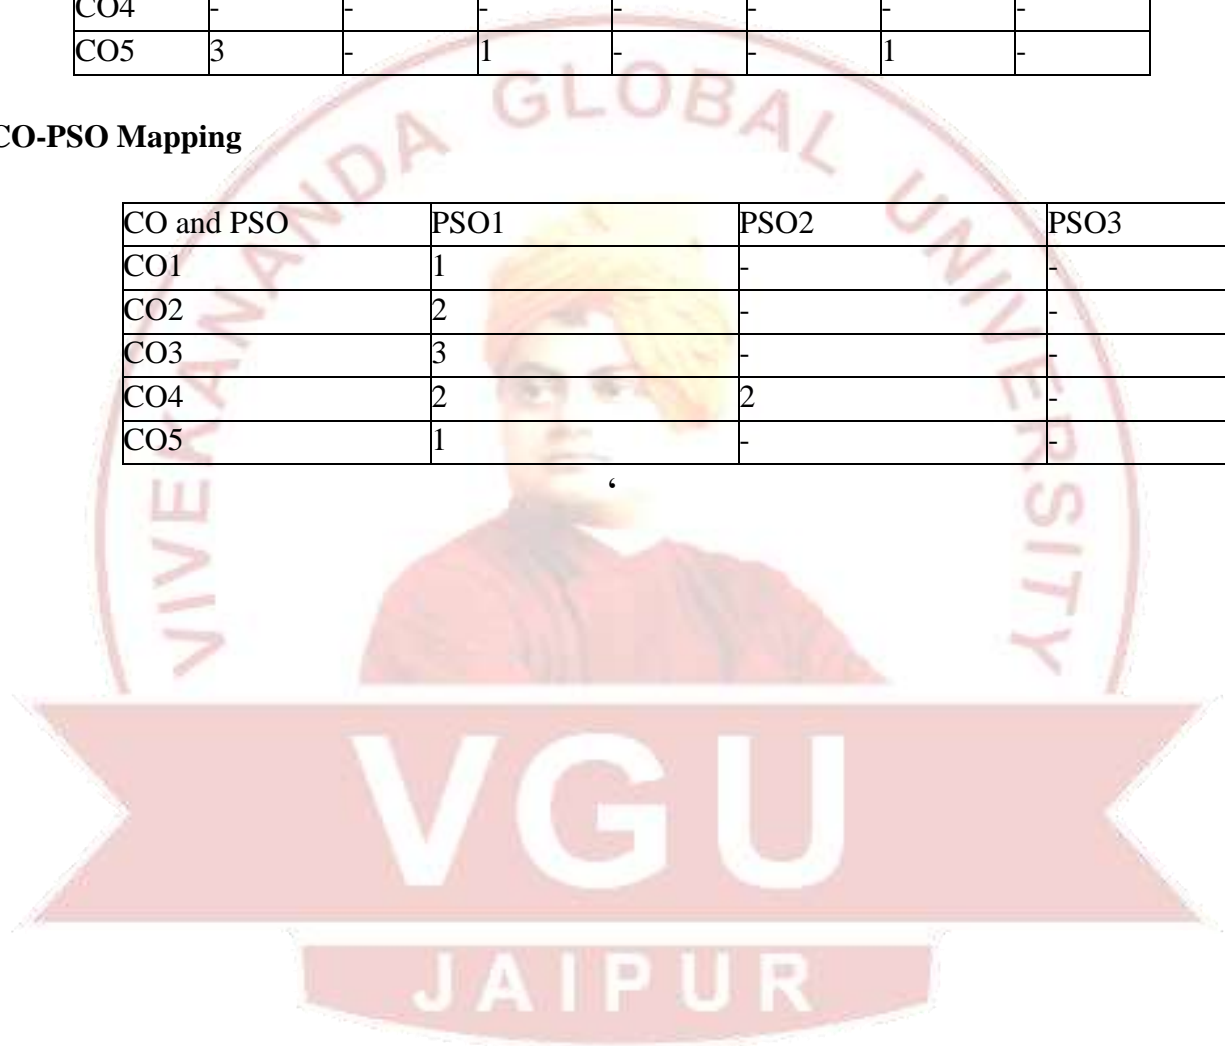 CO4 - - - - - - -
CO5 3 - 1 - - 1 -
CO-PSO Mapping
CO and PSO PSO1 PSO2 PSO3
CO1 1 - -
CO2 2 - -
CO3 3 - -
CO4 2 2 -
CO5 1 - -
‘
VIVEKANANDA GLOBAL UNIVERSITY
VGU
JAIPUR